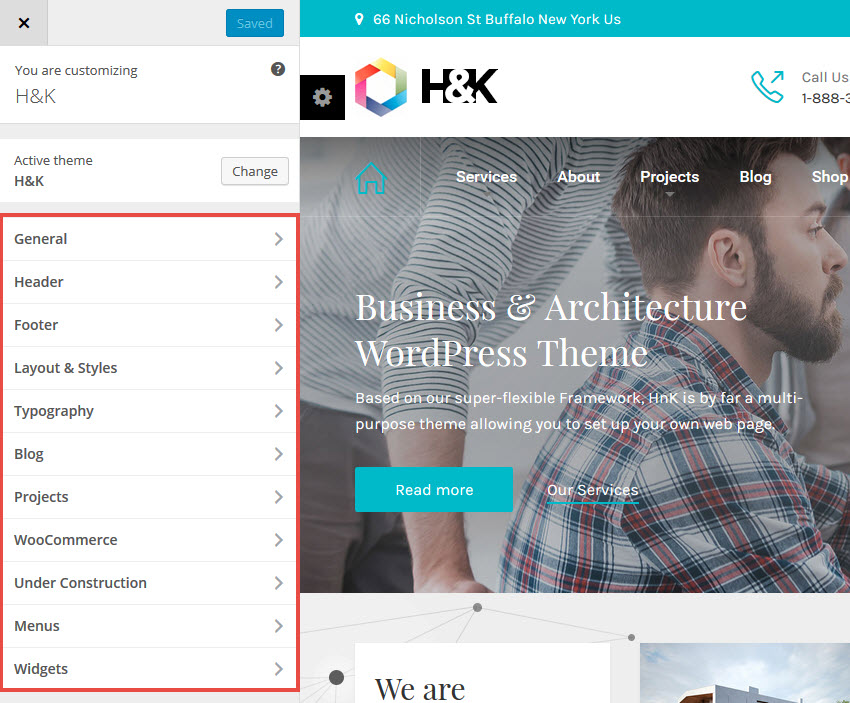 Saved
You are customizing
H&K
Active theme
H&K
Change
General
Header
Footer
Layout & Styles
Typography
Blog
Projects
WooCommerce
Under Construction
Menus
Widgets
66 Nicholson St Buffalo New York Us
H&K
Call Us
1-888-3
Services About Projects Blog Shop
Business & Architecture
WordPress Theme
Based on our super-flexible Framework, HnK is by far a multi-
purpose theme allowing you to set up your own web page.
Read more Our Services
We are